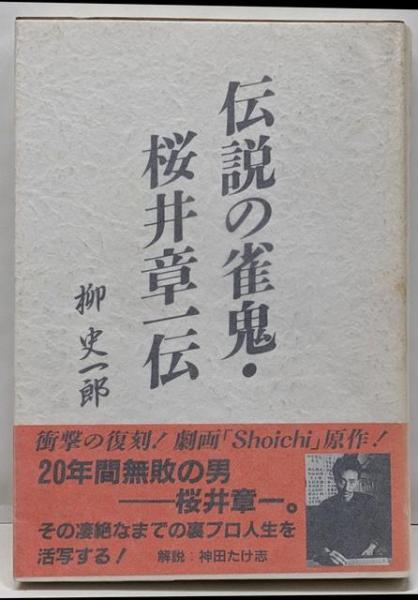 伝説の雀鬼・
桜井章一伝
柳史一郎
衝撃の復刻！劇画「Shoichi」原作！
20年間無敗の男
――桜井章一。
その凄絶なまでの裏プロ人生を
活写する！ 解説：神田たけ志